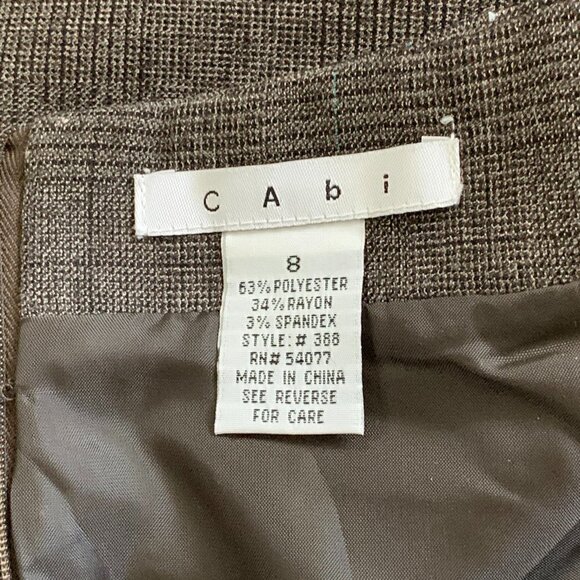 CAbi
8
63% POLYESTER
34% RAYON
3% SPANDEX
STYLE:# 388
RN# 54077
MADE IN CHINA
SEE REVERSE
FOR CARE